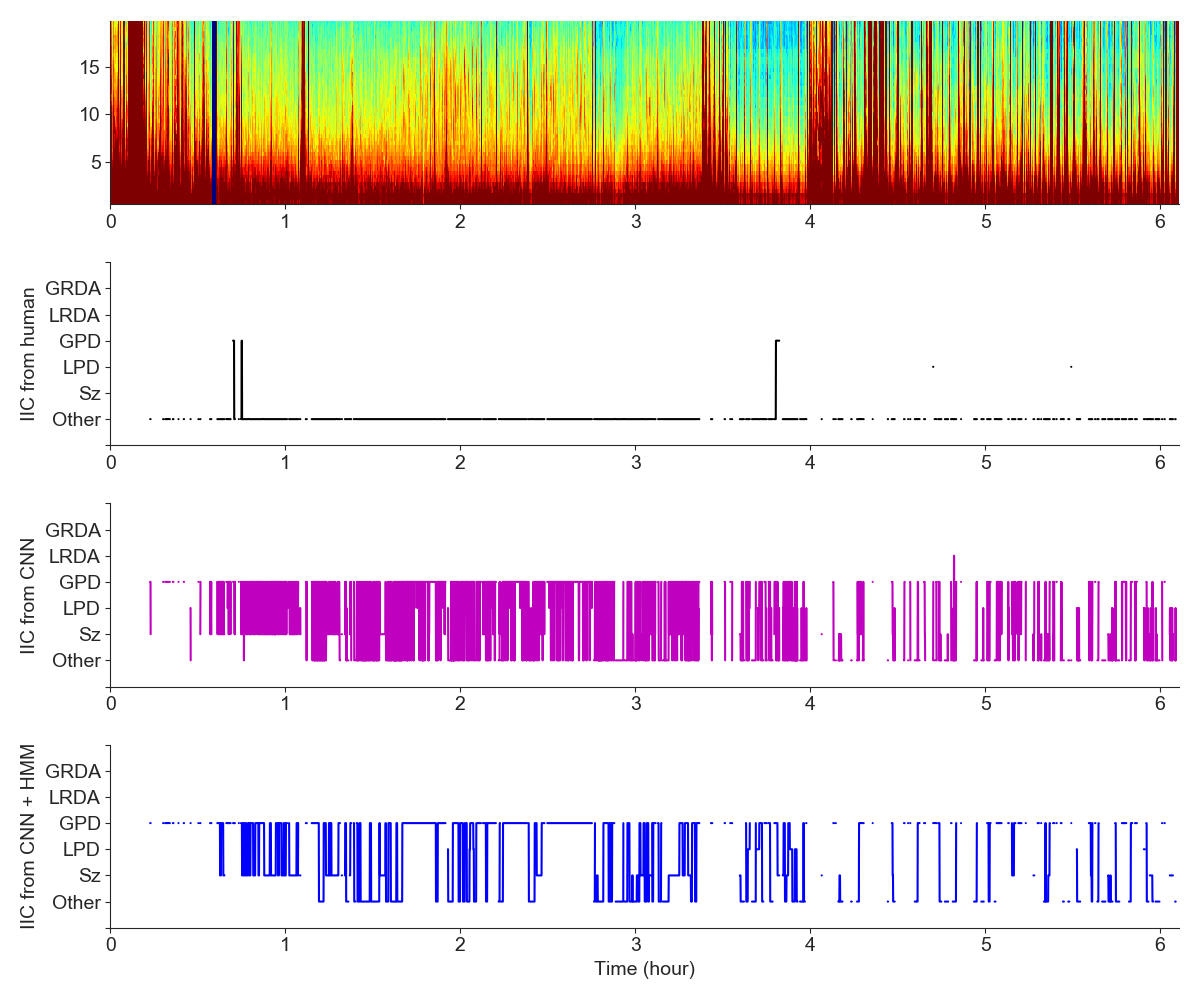 15
10
5
0 1 2 3 4 5 6
IIC from human
GRDA
LRDA
GPD
LPD
Sz
Other
0 1 2 3 4 5 6
IIC from CNN
GRDA
LRDA
GPD
LPD
Sz
Other
0 1 2 3 4 5 6
IIC from CNN + HMM
GRDA
LRDA
GPD
LPD
Sz
Other
0 1 2 3 4 5 6
Time (hour)